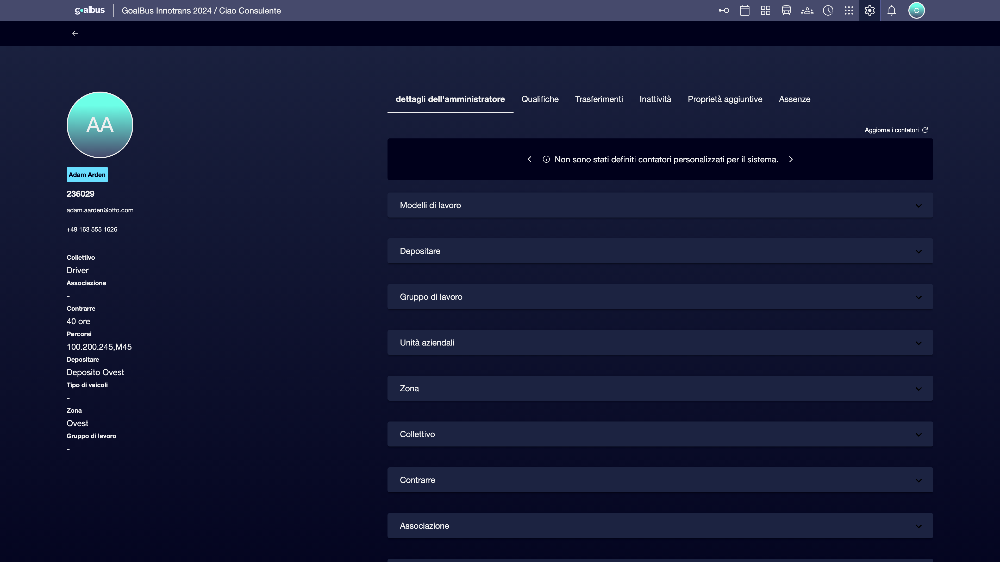 goalbus
GoalBus Innotrans 2024 / Ciao Consulente
C
AA
Adam Arden
236029
adam.aarden@otto.com
+49 163 555 1626
Collettivo
Driver
Associazione
-
Contrarre
40 ore
Percorsi
100.200.245,M45
Depositare
Deposito Ovest
Tipo di veicoli
-
Zona
Ovest
Gruppo di lavoro
-
dettagli dell'amministratore Qualifiche Trasferimenti Inattività Proprietà aggiuntive Assenze
Aggiorna i contatori
Non sono stati definiti contatori personalizzati per il sistema.
Modelli di lavoro
Depositare
Gruppo di lavoro
Unità aziendali
Zona
Collettivo
Contrarre
Associazione